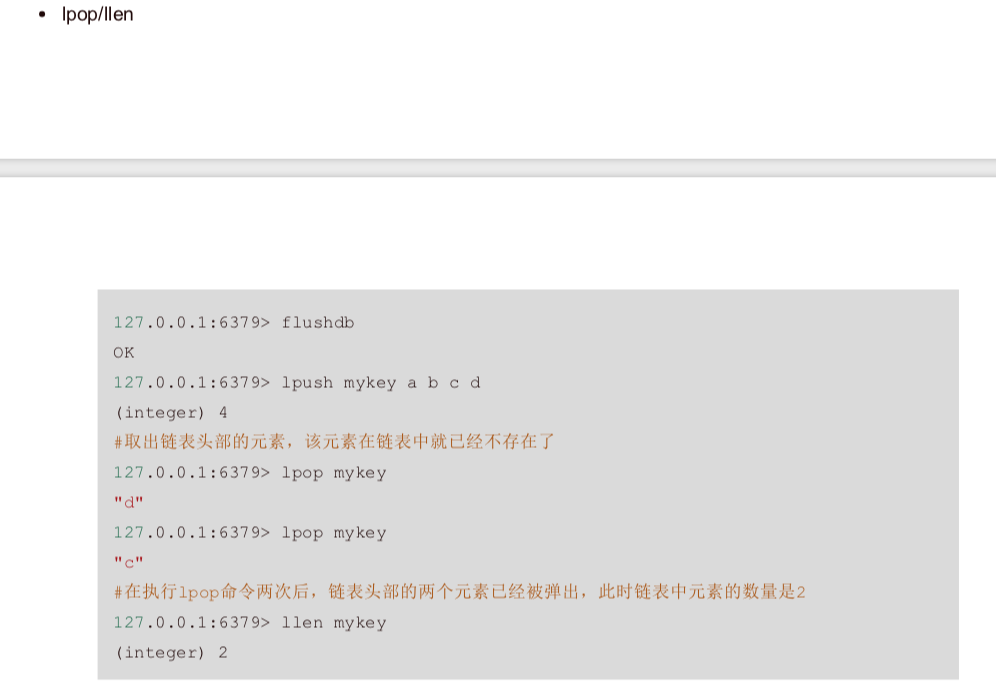 • lpop/llen
127.0.0.1:6379> flushdb
OK
127.0.0.1:6379> lpush mykey a b c d
(integer) 4
#取出链表头部的元素，该元素在链表中就已经不存在了
127.0.0.1:6379> lpop mykey
"d"
127.0.0.1:6379> lpop mykey
"c"
#在执行lpop命令两次后，链表头部的两个元素已经被弹出，此时链表中元素的数量是2
127.0.0.1:6379> llen mykey
(integer) 2